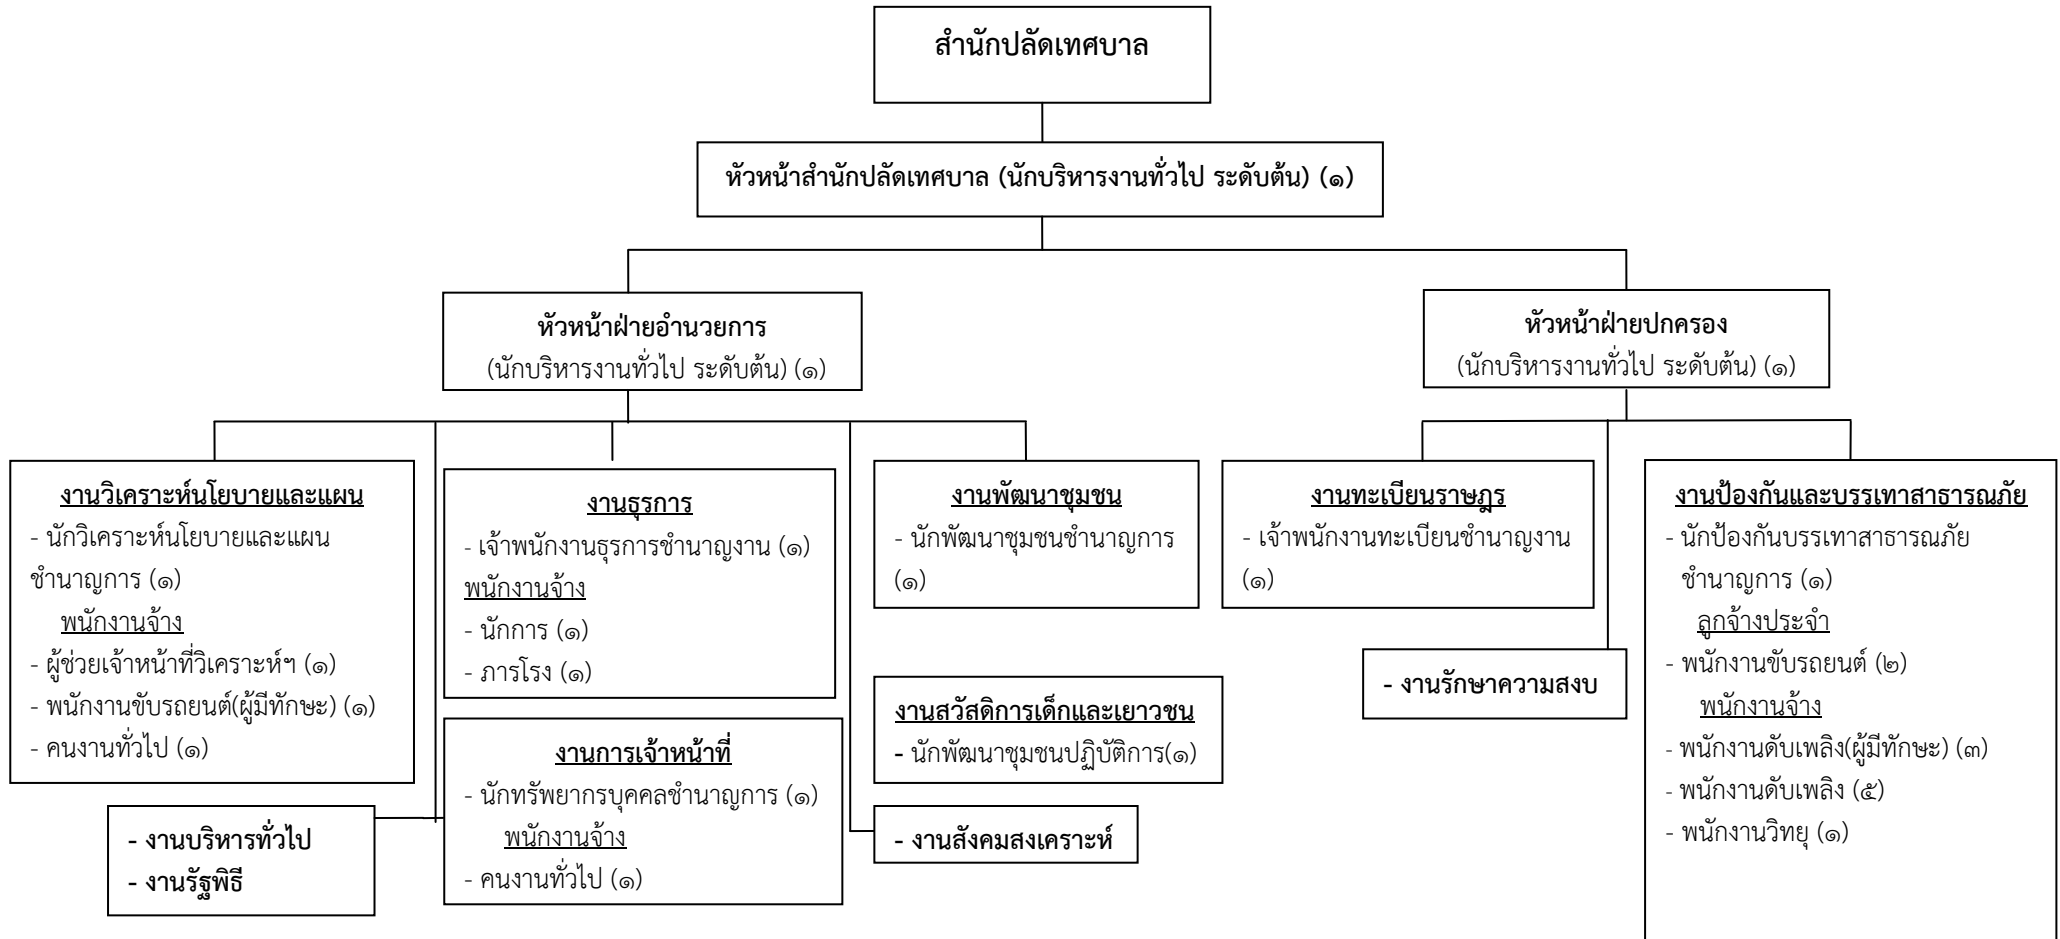 สำนักปลัดเทศบาล
หัวหน้าสำนักปลัดเทศบาล (นักบริหารงานทั่วไป ระดับต้น) (๑)
หัวหน้าฝ่ายอำนวยการ
(นักบริหารงานทั่วไป ระดับต้น) (๑)
หัวหน้าฝ่ายปกครอง
(นักบริหารงานทั่วไป ระดับต้น) (๑)
งานวิเคราะห์นโยบายและแผน
- นักวิเคราะห์นโยบายและแผน
ชำนาญการ (๑)
พนักงานจ้าง
- ผู้ช่วยเจ้าหน้าที่วิเคราะห์ฯ (๑)
- พนักงานขับรถยนต์(ผู้มีทักษะ) (๑)
- คนงานทั่วไป (๑)
- งานบริหารทั่วไป
- งานรัฐพิธี
งานธุรการ
- เจ้าพนักงานธุรการชำนาญงาน (๑)
พนักงานจ้าง
- นักการ (๑)
- ภารโรง (๑)
งานการเจ้าหน้าที่
- นักทรัพยากรบุคคลชำนาญการ (๑)
พนักงานจ้าง
- คนงานทั่วไป (๑)
งานพัฒนาชุมชน
- นักพัฒนาชุมชนชำนาญการ
(๑)
งานสวัสดิการเด็กและเยาวชน
- นักพัฒนาชุมชนปฏิบัติการ(๑)
- งานสังคมสงเคราะห์
งานทะเบียนราษฎร
- เจ้าพนักงานทะเบียนชำนาญงาน
(๑)
- งานรักษาความสงบ
งานป้องกันและบรรเทาสาธารณภัย
- นักป้องกันบรรเทาสาธารณภัย
ชำนาญการ (๑)
ลูกจ้างประจำ
- พนักงานขับรถยนต์ (๒)
พนักงานจ้าง
- พนักงานดับเพลิง(ผู้มีทักษะ) (๓)
- พนักงานดับเพลิง (๕)
- พนักงานวิทยุ (๑)